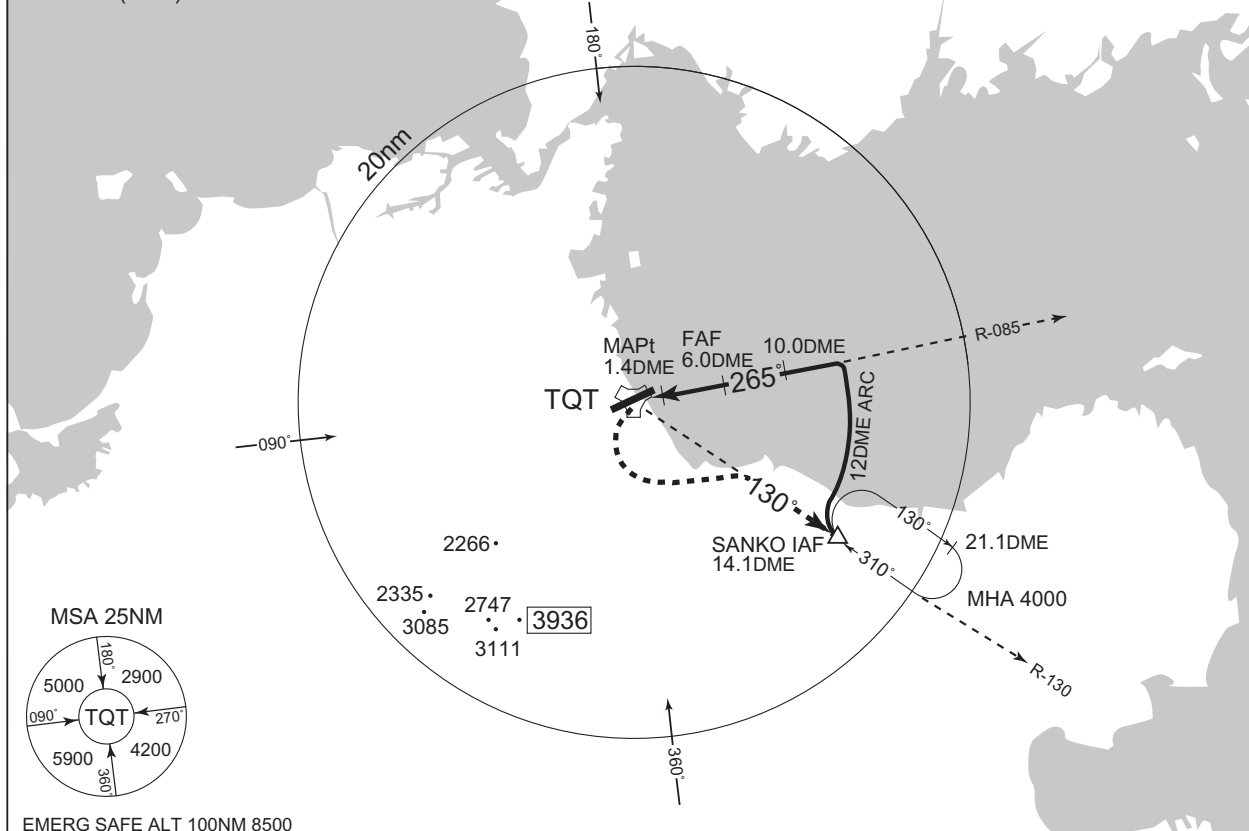 180°
20nm
R-085
MAPt
1.4DME
FAF
6.0DME
10.0DME
265°
TQT
12DME ARC
090°
130°
130°
SANKO IAF
14.1DME
21.1DME
310°
MHA 4000
R-130
2266
2335
3085
2747
3936
3111
360°
MSA 25NM
180°
5000
2900
090°
TQT
270°
5900
4200
360°
EMERG SAFE ALT 100NM 8500